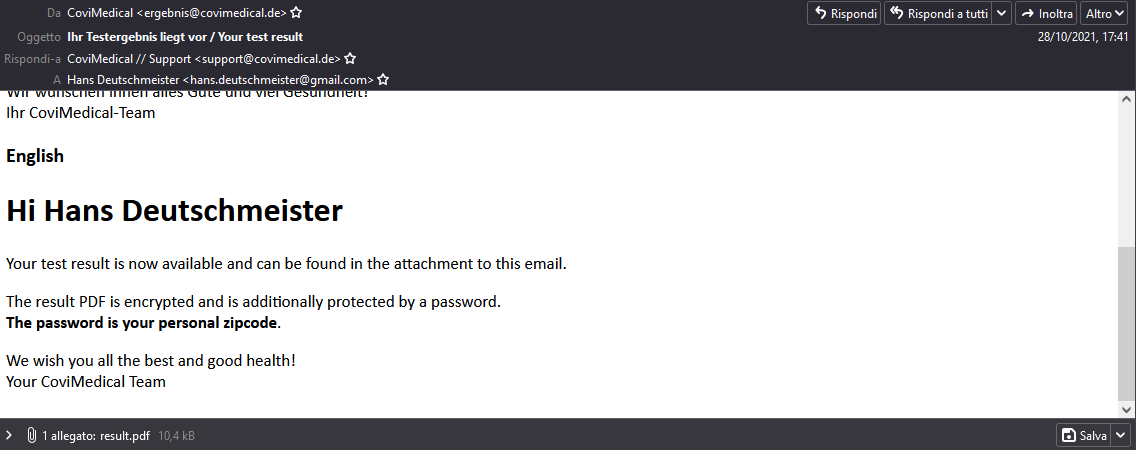 Da CoviMedical <ergebnis@covimedical.de>
Rispondi
Rispondi a tutti
Inoltra
Altro
Oggetto Ihr Testergebnis liegt vor / Your test result
28/10/2021, 17:41
Rispondi-a CoviMedical // Support <support@covimedical.de>
A Hans Deutschmeister <hans.deutschmeister@gmail.com>
Wir wünschen Ihnen alles Gute und viel Gesundheit!
Ihr CoviMedical-Team
English
Hi Hans Deutschmeister
Your test result is now available and can be found in the attachment to this email.
The result PDF is encrypted and is additionally protected by a password.
The password is your personal zipcode.
We wish you all the best and good health!
Your CoviMedical Team
1 allegato: result.pdf 10,4 kB
Salva